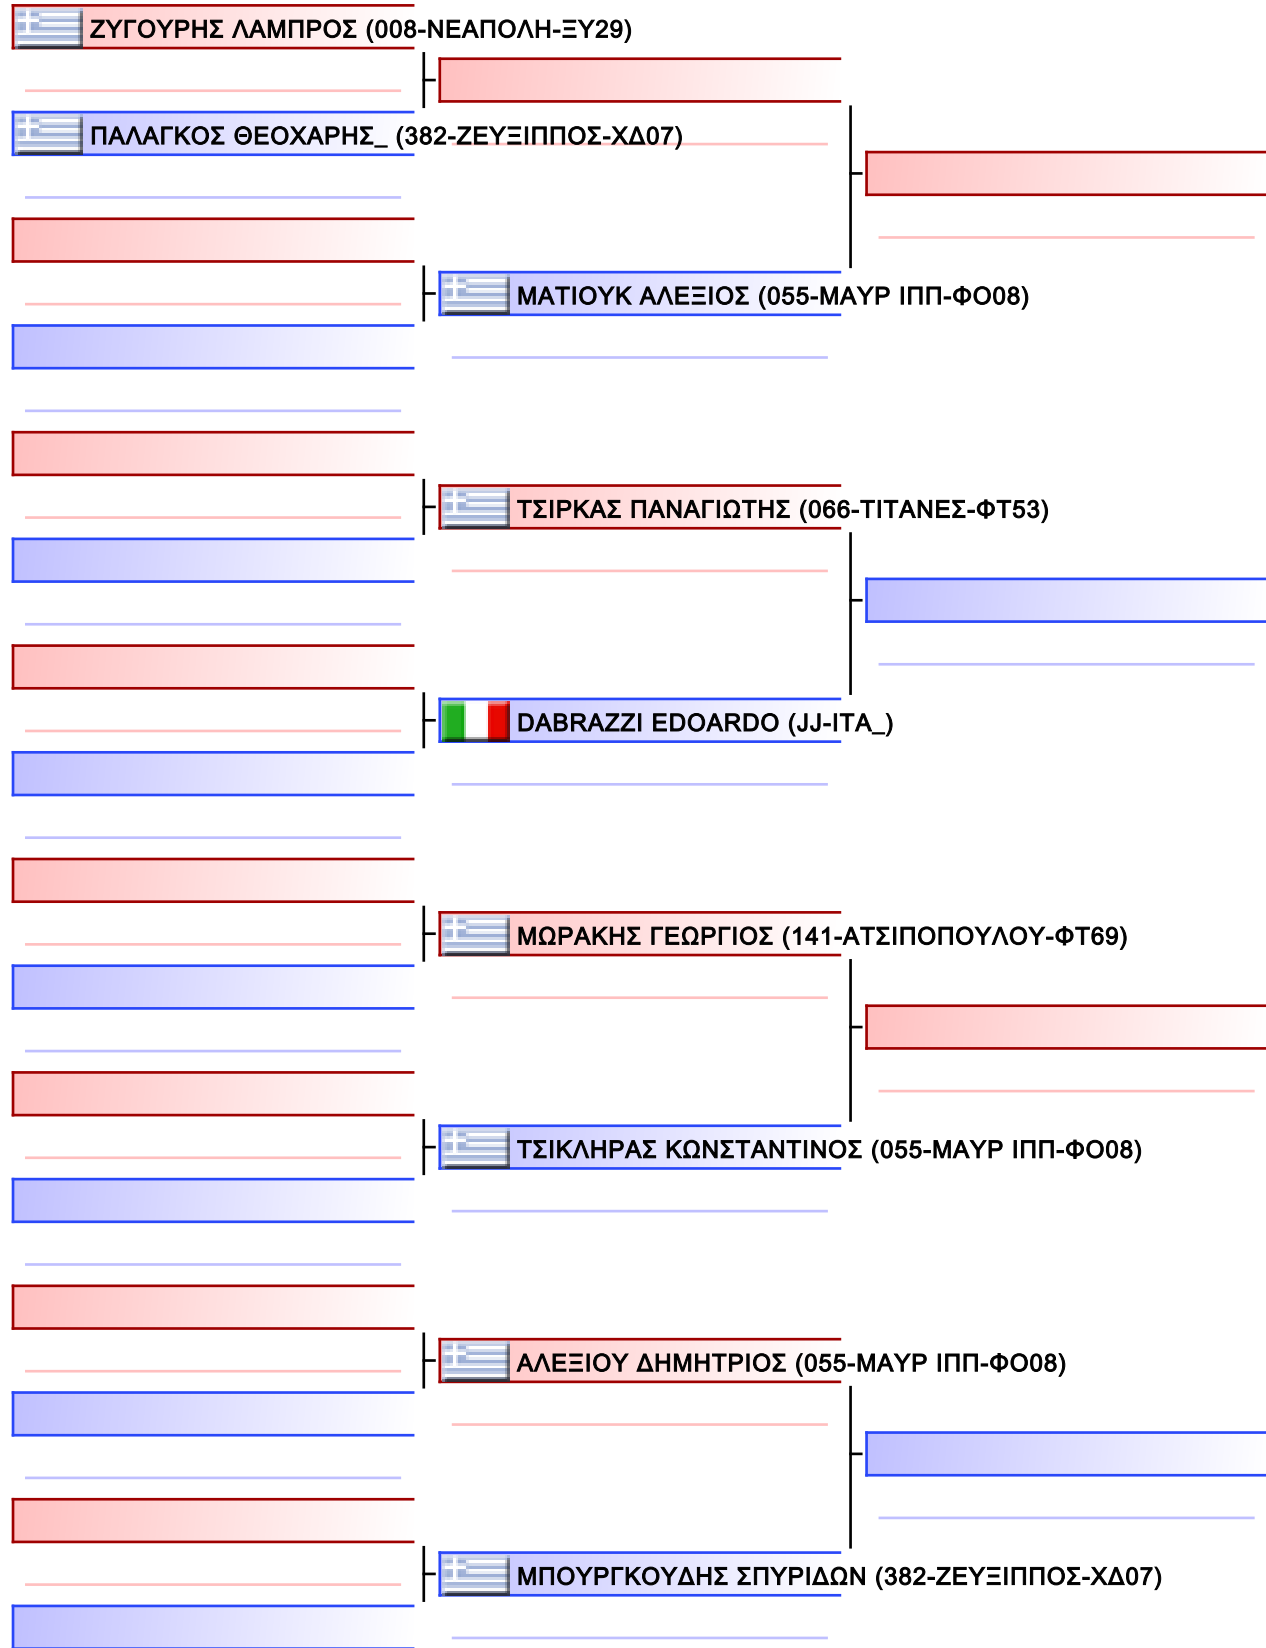 ΖΥΓΟΥΡΗΣ ΛΑΜΠΡΟΣ (008-ΝΕΑΠΟΛΗ-ΞΥ29)
ΠΑΛΑΓΚΟΣ ΘΕΟΧΑΡΗΣ_ (382-ΖΕΥΞΙΠΠΟΣ-ΧΔ07)
ΜΑΤΙΟΥΚ ΑΛΕΞΙΟΣ (055-ΜΑΥΡ ΙΠΠ-ΦΟ08)
ΤΣΙΡΚΑΣ ΠΑΝΑΓΙΩΤΗΣ (066-ΤΙΤΑΝΕΣ-ΦΤ53)
DABRAZZI EDOARDO (JJ-ITA_)
ΜΩΡΑΚΗΣ ΓΕΩΡΓΙΟΣ (141-ΑΤΣΙΠΟΠΟΥΛΟΥ-ΦΤ69)
ΤΣΙΚΛΗΡΑΣ ΚΩΝΣΤΑΝΤΙΝΟΣ (055-ΜΑΥΡ ΙΠΠ-ΦΟ08)
ΑΛΕΞΙΟΥ ΔΗΜΗΤΡΙΟΣ (055-ΜΑΥΡ ΙΠΠ-ΦΟ08)
ΜΠΟΥΡΓΚΟΥΔΗΣ ΣΠΥΡΙΔΩΝ (382-ΖΕΥΞΙΠΠΟΣ-ΧΔ07)